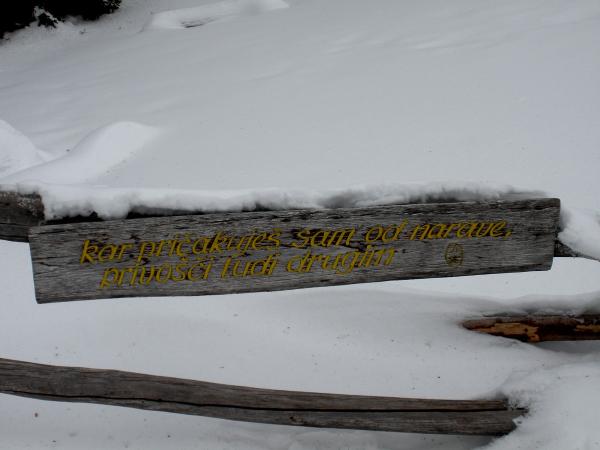 kar pričakuješ sam od narave,
privošči tudi drugim